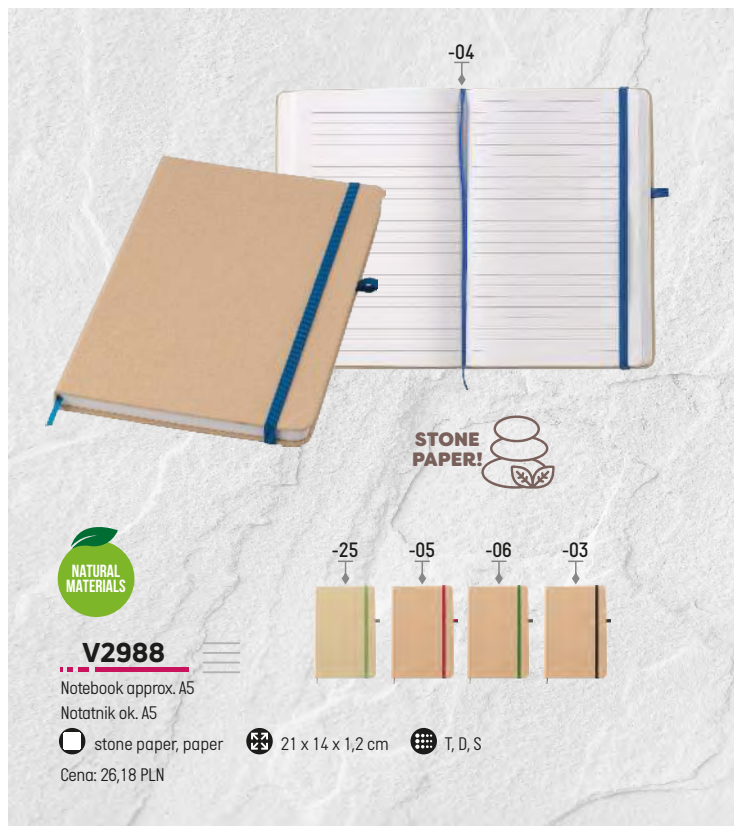 -04
STONE
PAPER!
NATURAL
MATERIALS
-25
-05
-06
-03
V2988
Notebook approx. A5
Notatnik ok. A5
stone paper, paper
21 x 14 x 1,2 cm
T, D, S
Cena: 26,18 PLN